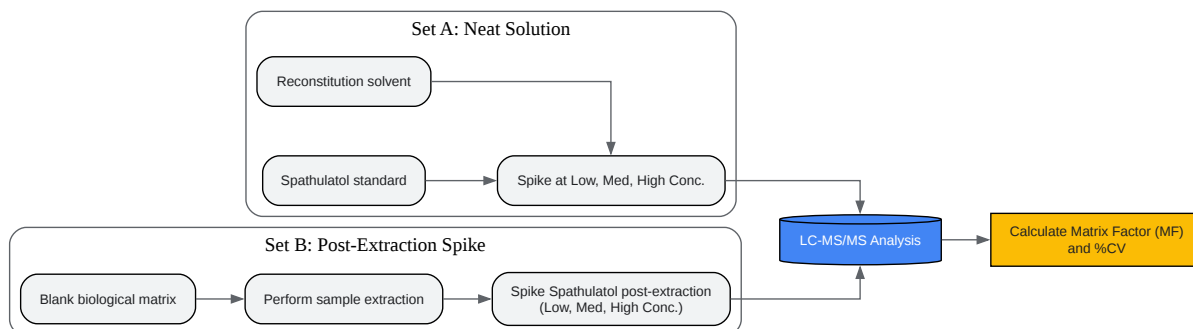 Set A: Neat Solution
Reconstitution solvent
Spathulatol standard
Spike at Low, Med, High Conc.
Set B: Post-Extraction Spike
Blank biological matrix
Perform sample extraction
Spike Spathulatol post-extraction
(Low, Med, High Conc.)
LC-MS/MS Analysis
Calculate Matrix Factor (MF)
and %CV